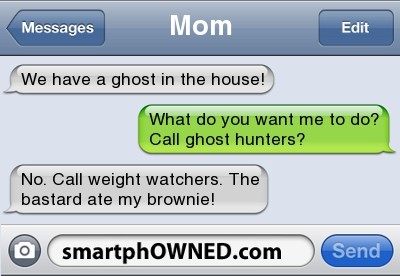 Messages
Mom
Edit
We have a ghost in the house!
What do you want me to do?
Call ghost hunters?
No. Call weight watchers. The
bastard ate my brownie!
smartphOWNED.com
Send